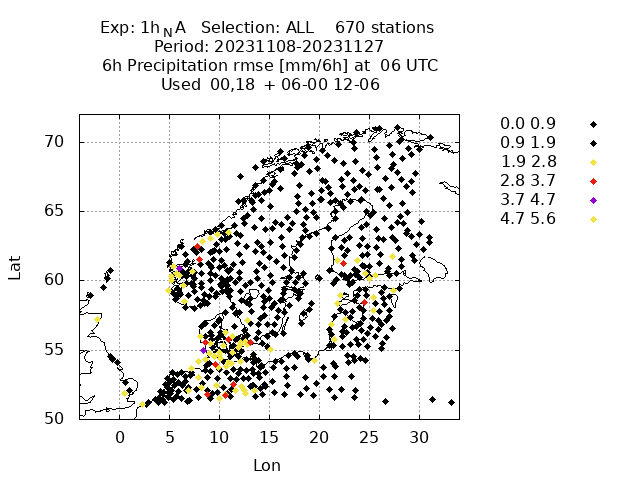 Exp: 1h N A Selection: ALL 670 stations
Period: 20231108-20231127
6h Precipitation rmse [mm/6h] at 06 UTC
Used 00,18 + 06-00 12-06
70
65
60
55
50
Lat
0 5 10 15 20 25 30
Lon
0.0 0.9
0.9 1.9
1.9 2.8
2.8 3.7
3.7 4.7
4.7 5.6